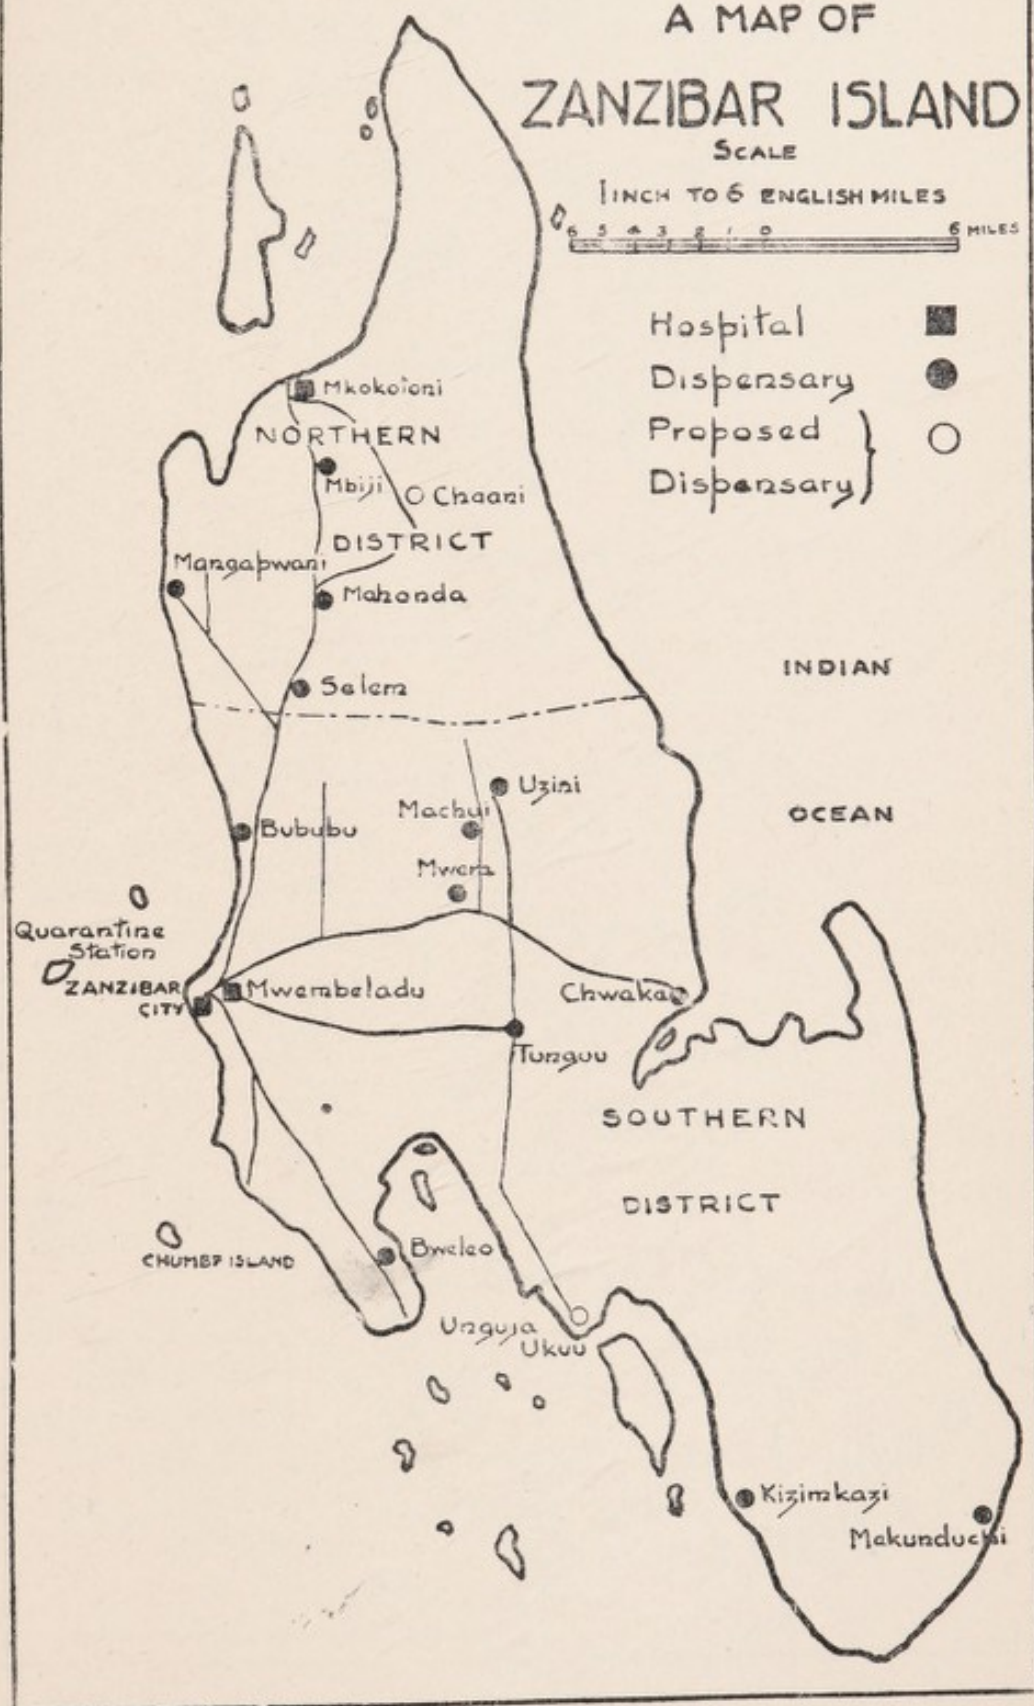 A MAP OF
ZANZIBAR ISLAND
SCALE
1 INCH TO 6 ENGLISH MILES
6 5 4 3 2 1 0 6 MILES
Hospital
Dispensary
Proposed
Dispensary
Mkokotoni
NORTHERN
Mbiji
Chaani
DISTRICT
Mangapwani
Mahonda
INDIAN
Selem
Uzini
Machui
OCEAN
Bububu
Mwera
Quarantine
Station
ZANZIBAR
CITY
Mwembeladu
Chwaka
Tunguu
SOUTHERN
DISTRICT
Bweleo
CHUMBE ISLAND
Unguja
Ukuu
Kizimkazi
Makunduchi